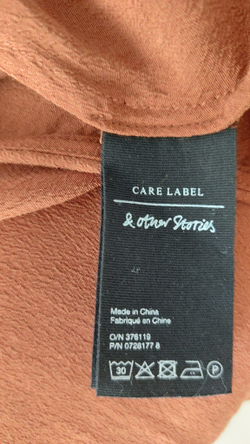 CARE LABEL
& other Stories
Made in China
Fabriqué en Chine
O/N 376119
P/N 0728177 8
30 P